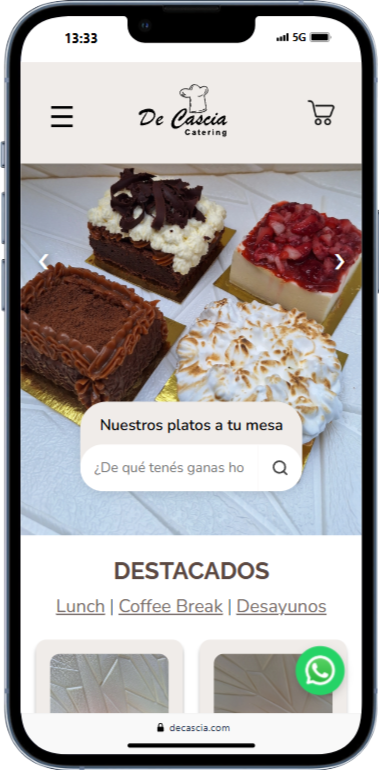 13:33
5G
De Cascia
Catering
Nuestros platos a tu mesa
¿De qué tenés ganas ho
DESTACADOS
Lunch | Coffee Break | Desayunos
decascia.com